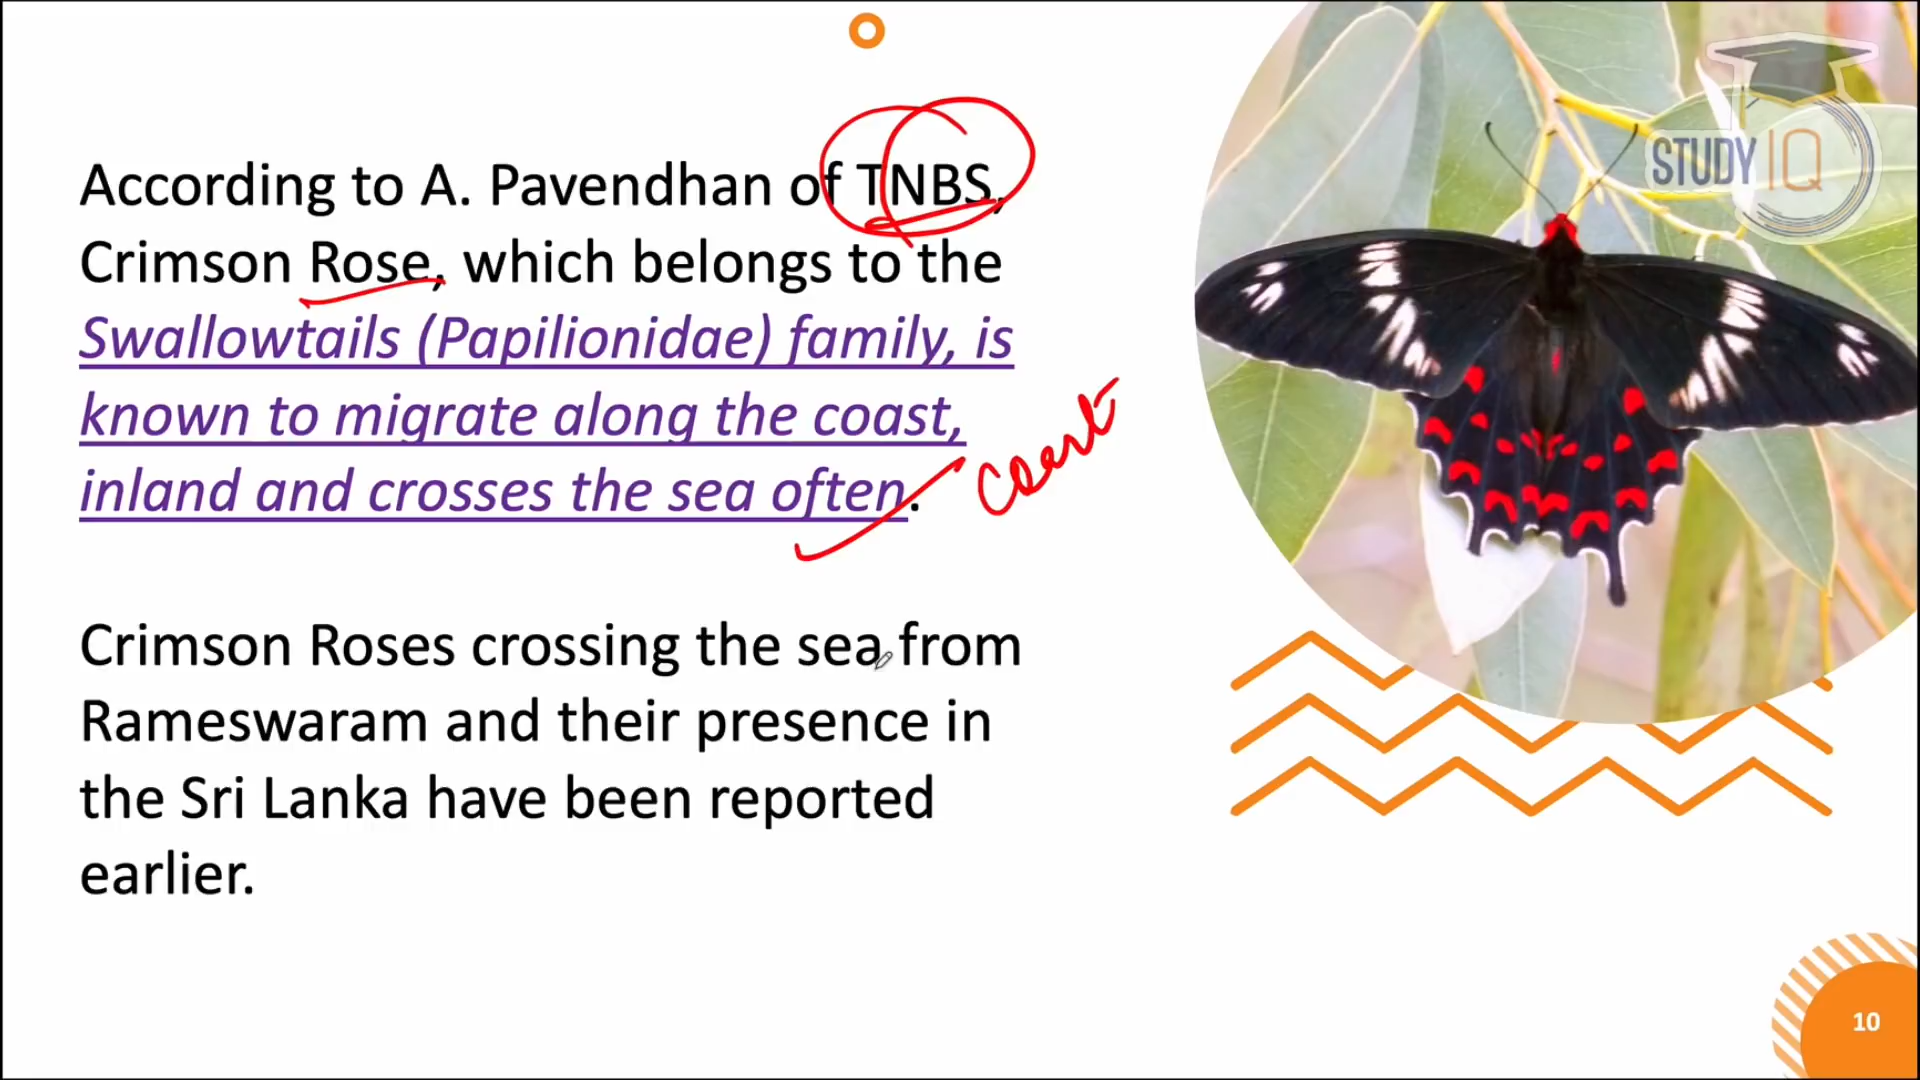 According to A. Pavendhan of TNBS,
Crimson Rose, which belongs to the
Swallowtails (Papilionidae) family, is
known to migrate along the coast,
inland and crosses the sea often.
Crimson Roses crossing the sea from
Rameswaram and their presence in
the Sri Lanka have been reported
earlier.
STUDY IQ
10